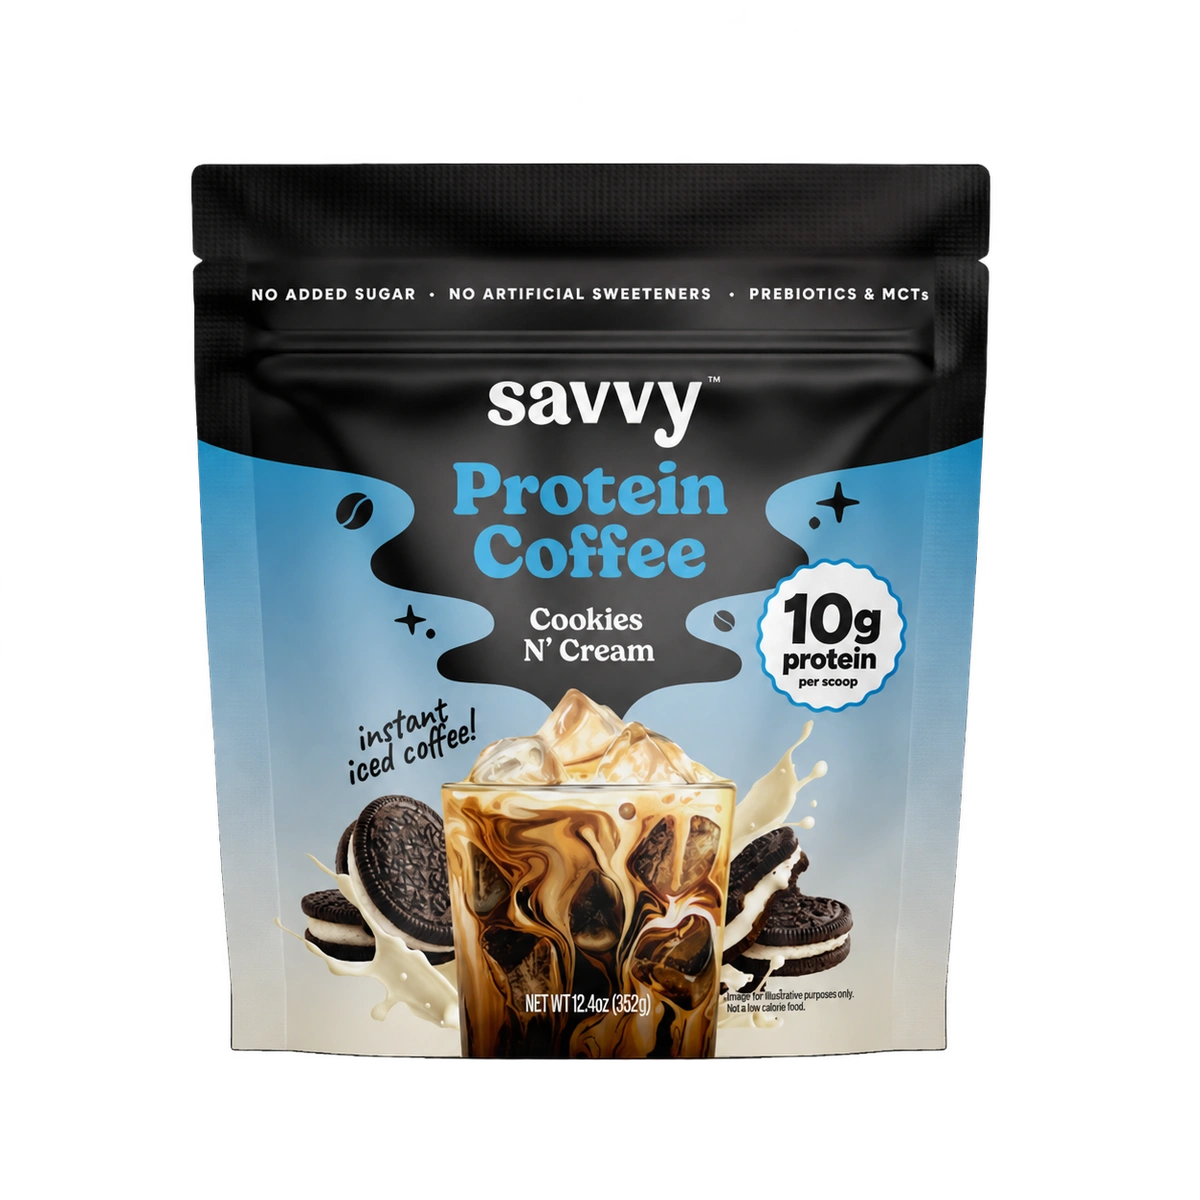 NO ADDED SUGAR • NO ARTIFICIAL SWEETENERS • PREBIOTICS & MCTs
savvy™
Protein
Coffee
Cookies
N' Cream
10g
protein
per scoop
instant
iced coffee!
NET WT 12.4oz (352g)
Image for illustrative purposes only.
Not a low calorie food.